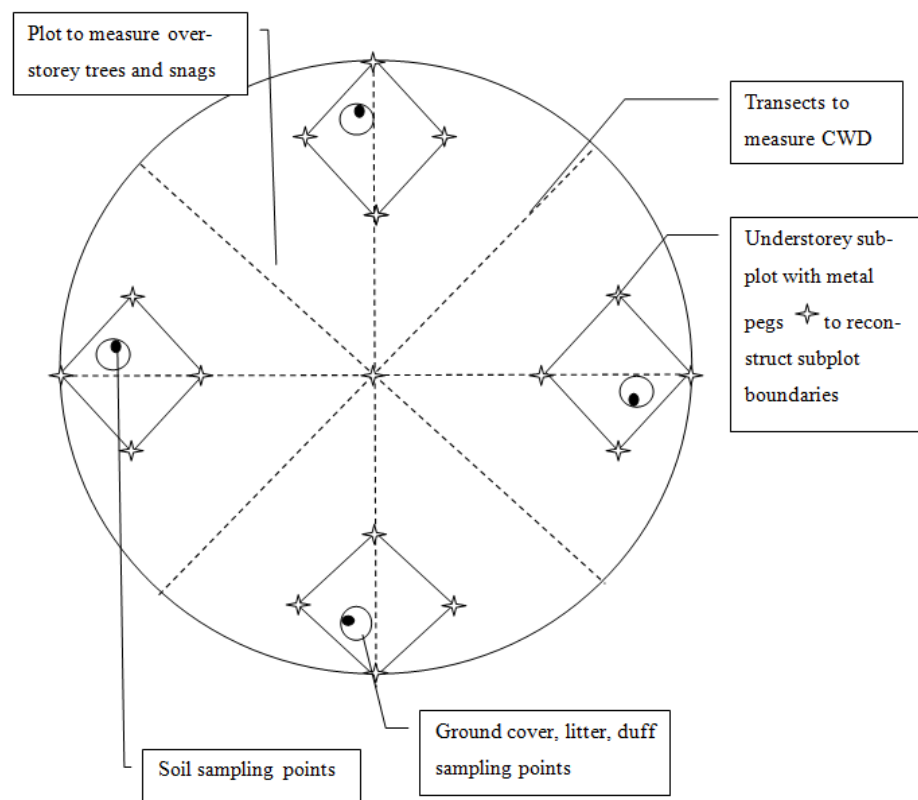 Plot to measure over-
storey trees and snags
Transects to
measure CWD
Understorey sub-
plot with metal
pegs to recon-
struct subplot
boundaries
Ground cover, litter, duff
sampling points
Soil sampling points